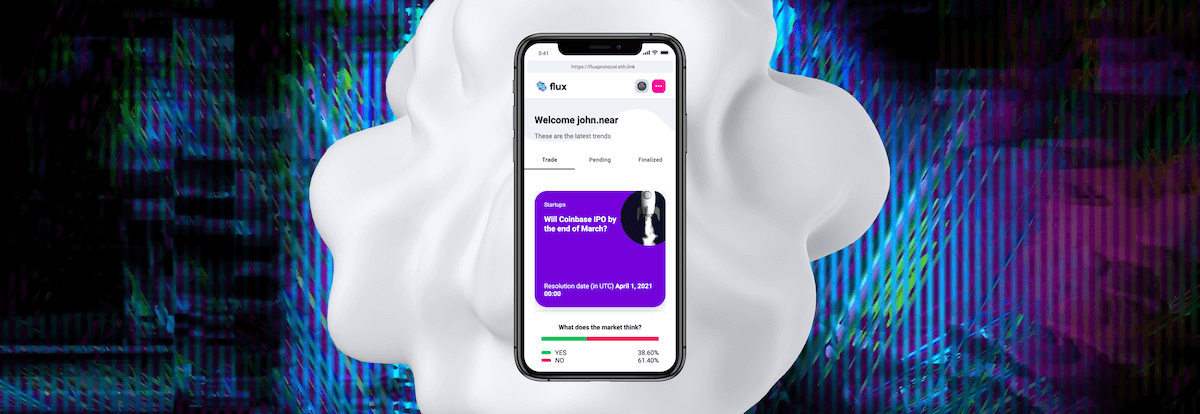 9:41
https://fluxprotocol.eth.link
flux
Welcome john.near
These are the latest trends
Trade Pending Finalized
Startups
Will Coinbase IPO by
the end of March?
Resolution date (in UTC) April 1, 2021
00:00
What does the market think?
YES 38.60%
NO 61.40%